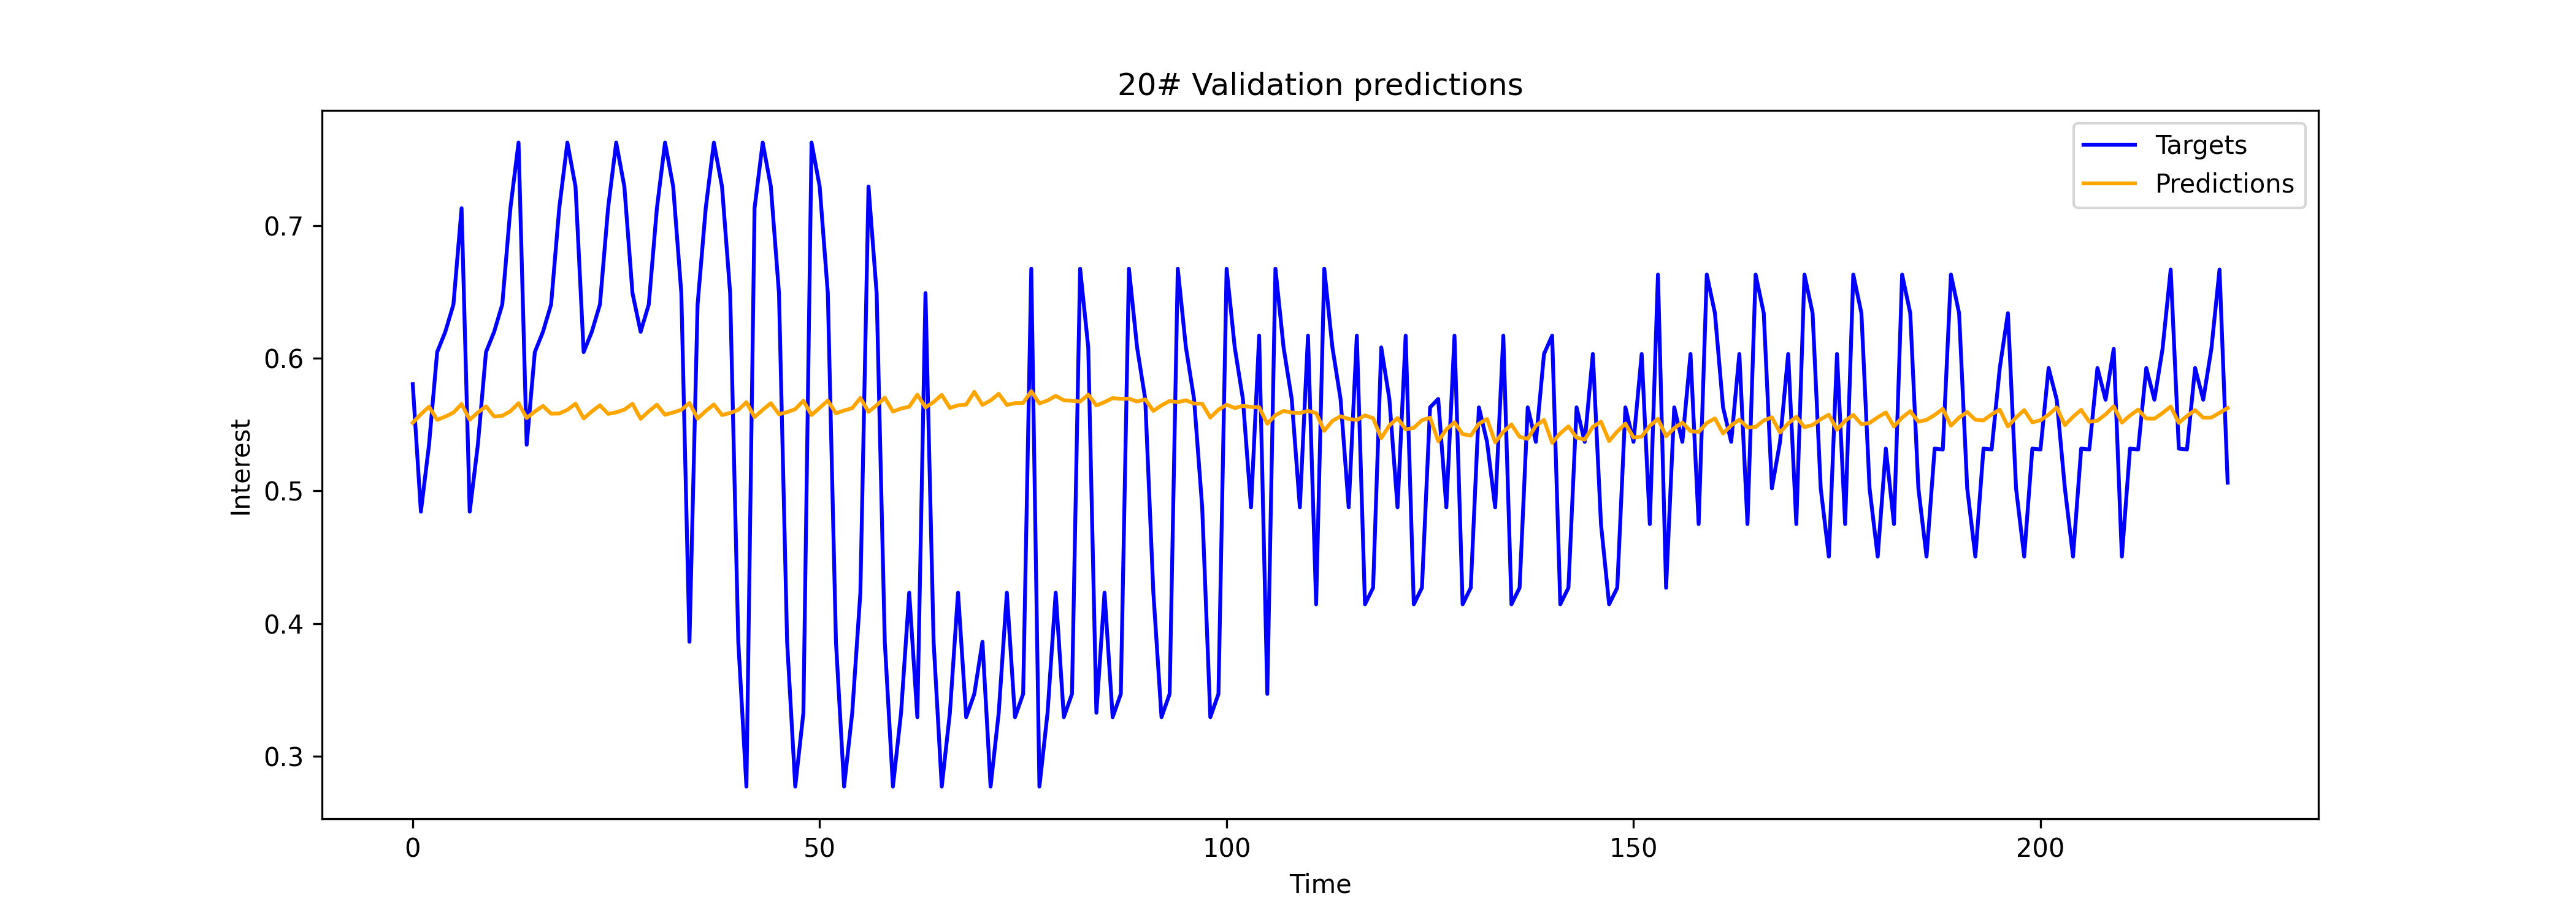 20# Validation predictions
Targets
Predictions
Interest
0.7
0.6
0.5
0.4
0.3
0 50 100 150 200
Time